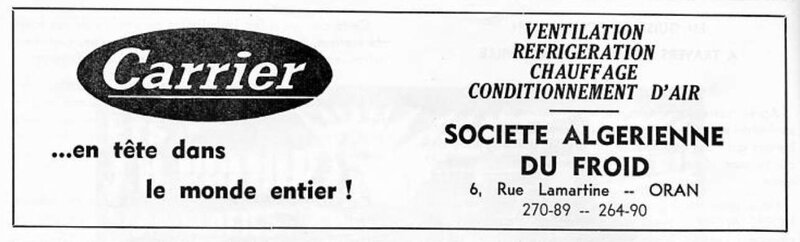 Carrier
...en tête dans
le monde entier !
VENTILATION
REFRIGERATION
CHAUFFAGE
CONDITIONNEMENT D'AIR
SOCIETE ALGERIENNE
DU FROID
6, Rue Lamartine -- ORAN
270-89 -- 264-90